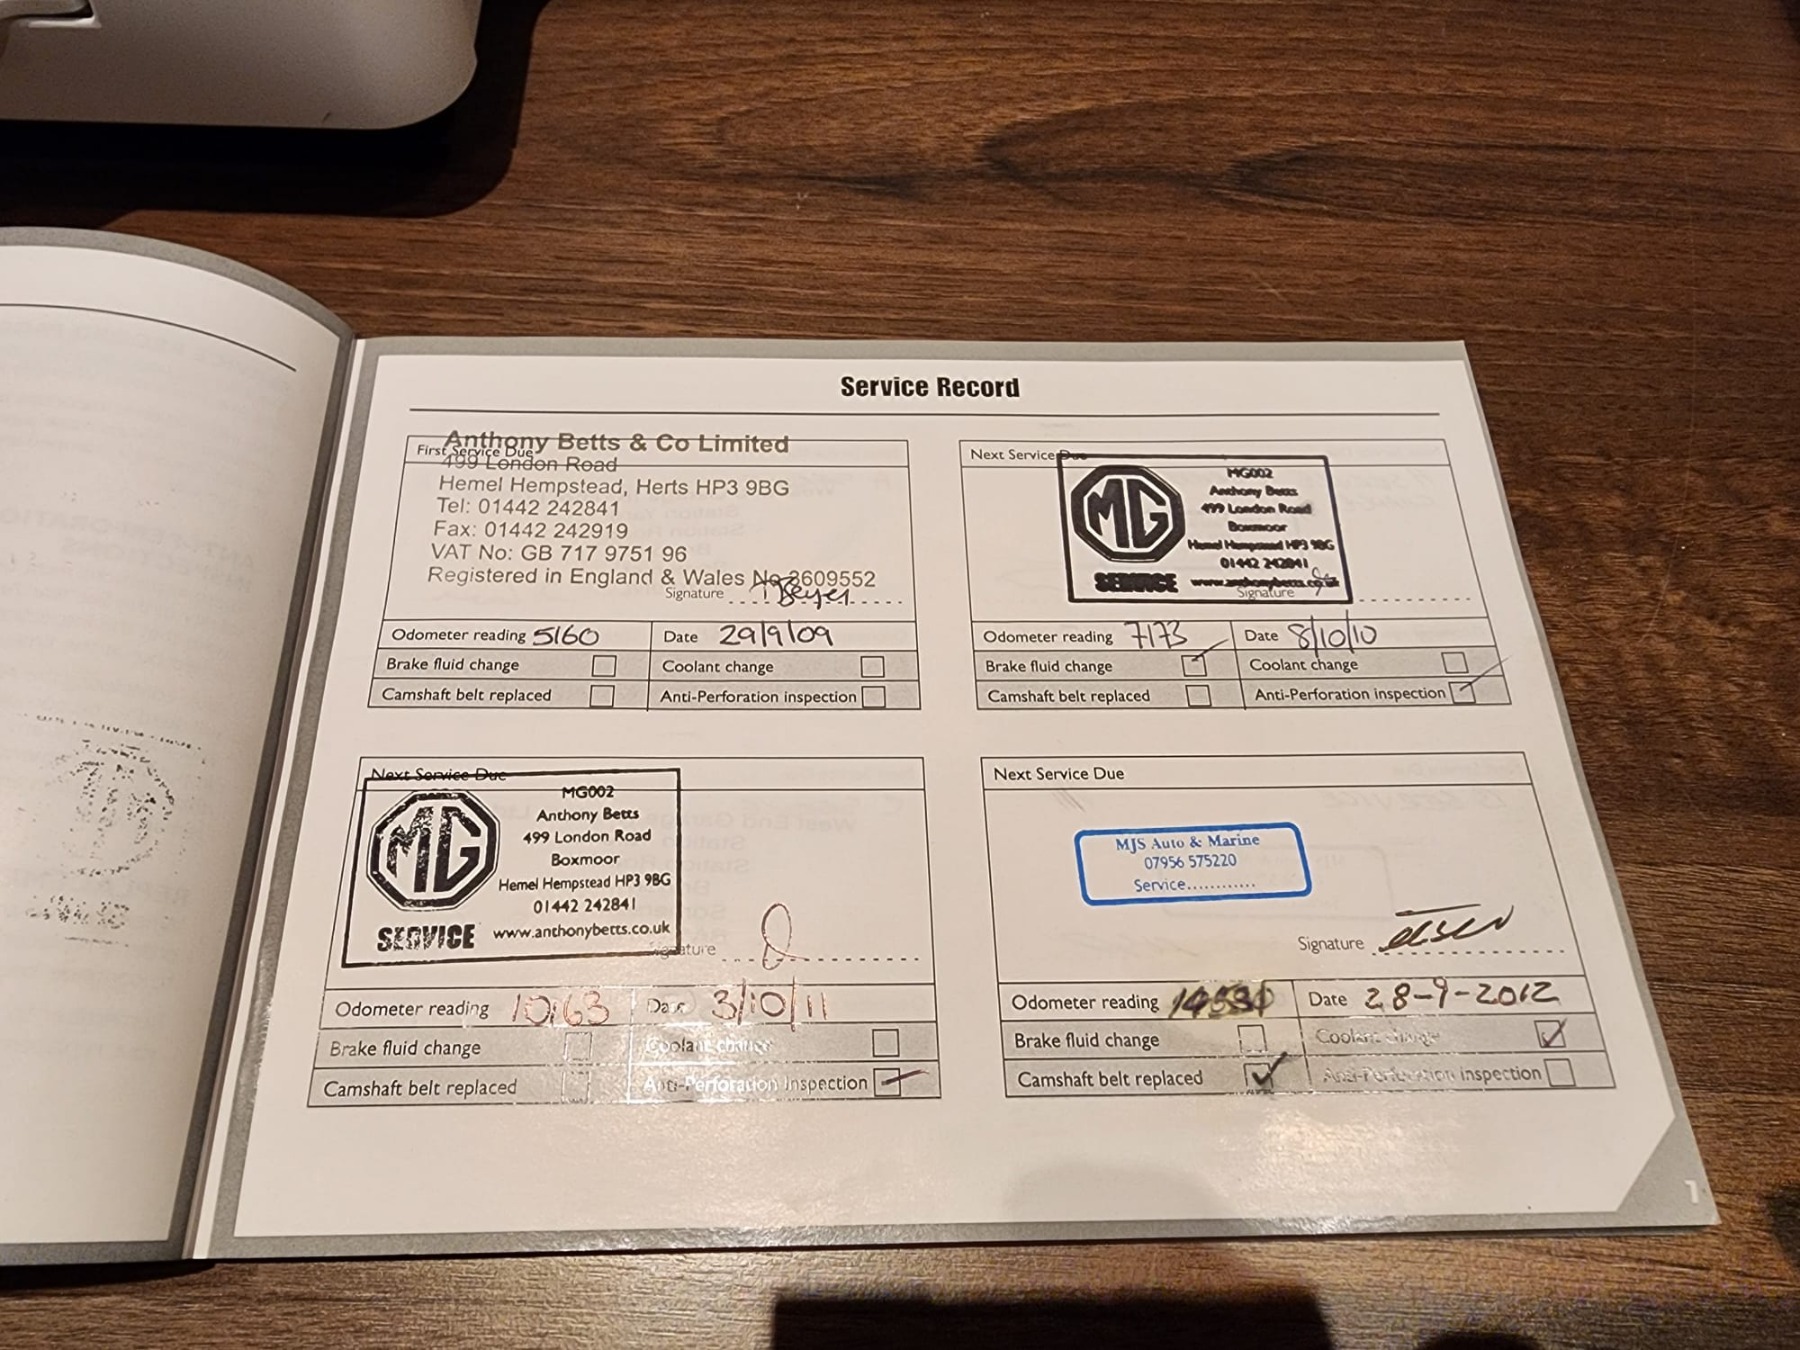 Service Record
First Service Due
Anthony Betts & Co Limited
499 London Road
Hemel Hempstead, Herts HP3 9BG
Tel: 01442 242841
Fax: 01442 242919
VAT No: GB 717 9751 96
Registered in England & Wales No 3609552
Signature
Odometer reading 5160 Date 29/9/09
Brake fluid change Coolant change
Camshaft belt replaced Anti-Perforation inspection
Next Service Due
MG002
Anthony Betts
499 London Road
Boxmoor
Hemel Hempstead HP3 9BG
01442 242841
MG SERVICE www.anthonybetts.co.uk
Signature
Odometer reading 7173 Date 8/10/10
Brake fluid change Coolant change
Camshaft belt replaced Anti-Perforation inspection
Next Service Due
MG002
Anthony Betts
499 London Road
Boxmoor
Hemel Hempstead HP3 9BG
01442 242841
MG SERVICE www.anthonybetts.co.uk
Signature
Odometer reading 10163 Date 3/10/11
Brake fluid change Coolant change
Camshaft belt replaced Anti-Perforation inspection
Next Service Due
MJS Auto & Marine
07956 575220
Service............
Signature
Odometer reading Date 28-9-2012
Brake fluid change Coolant change
Camshaft belt replaced Anti-Perforation inspection
1